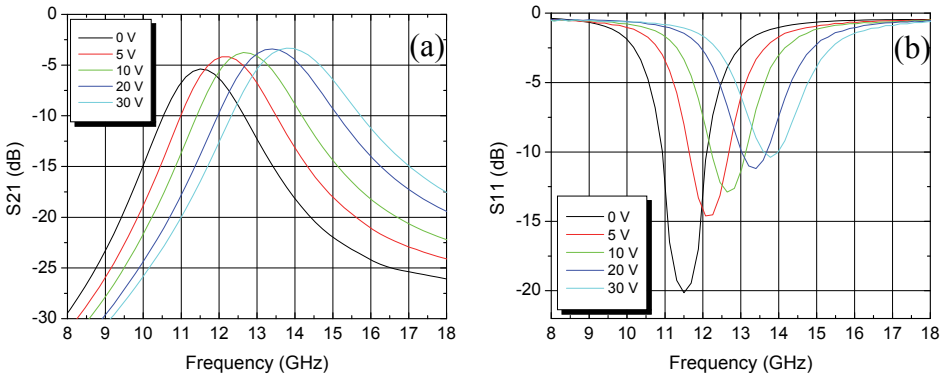 0
-5
-10
-15
-20
-25
-30
S21 (dB)
8 9 10 11 12 13 14 15 16 17 18
Frequency (GHz)
0 V
5 V
10 V
20 V
30 V
(a)
0
-5
-10
-15
-20
S11 (dB)
8 9 10 11 12 13 14 15 16 17 18
Frequency (GHz)
0 V
5 V
10 V
20 V
30 V
(b)